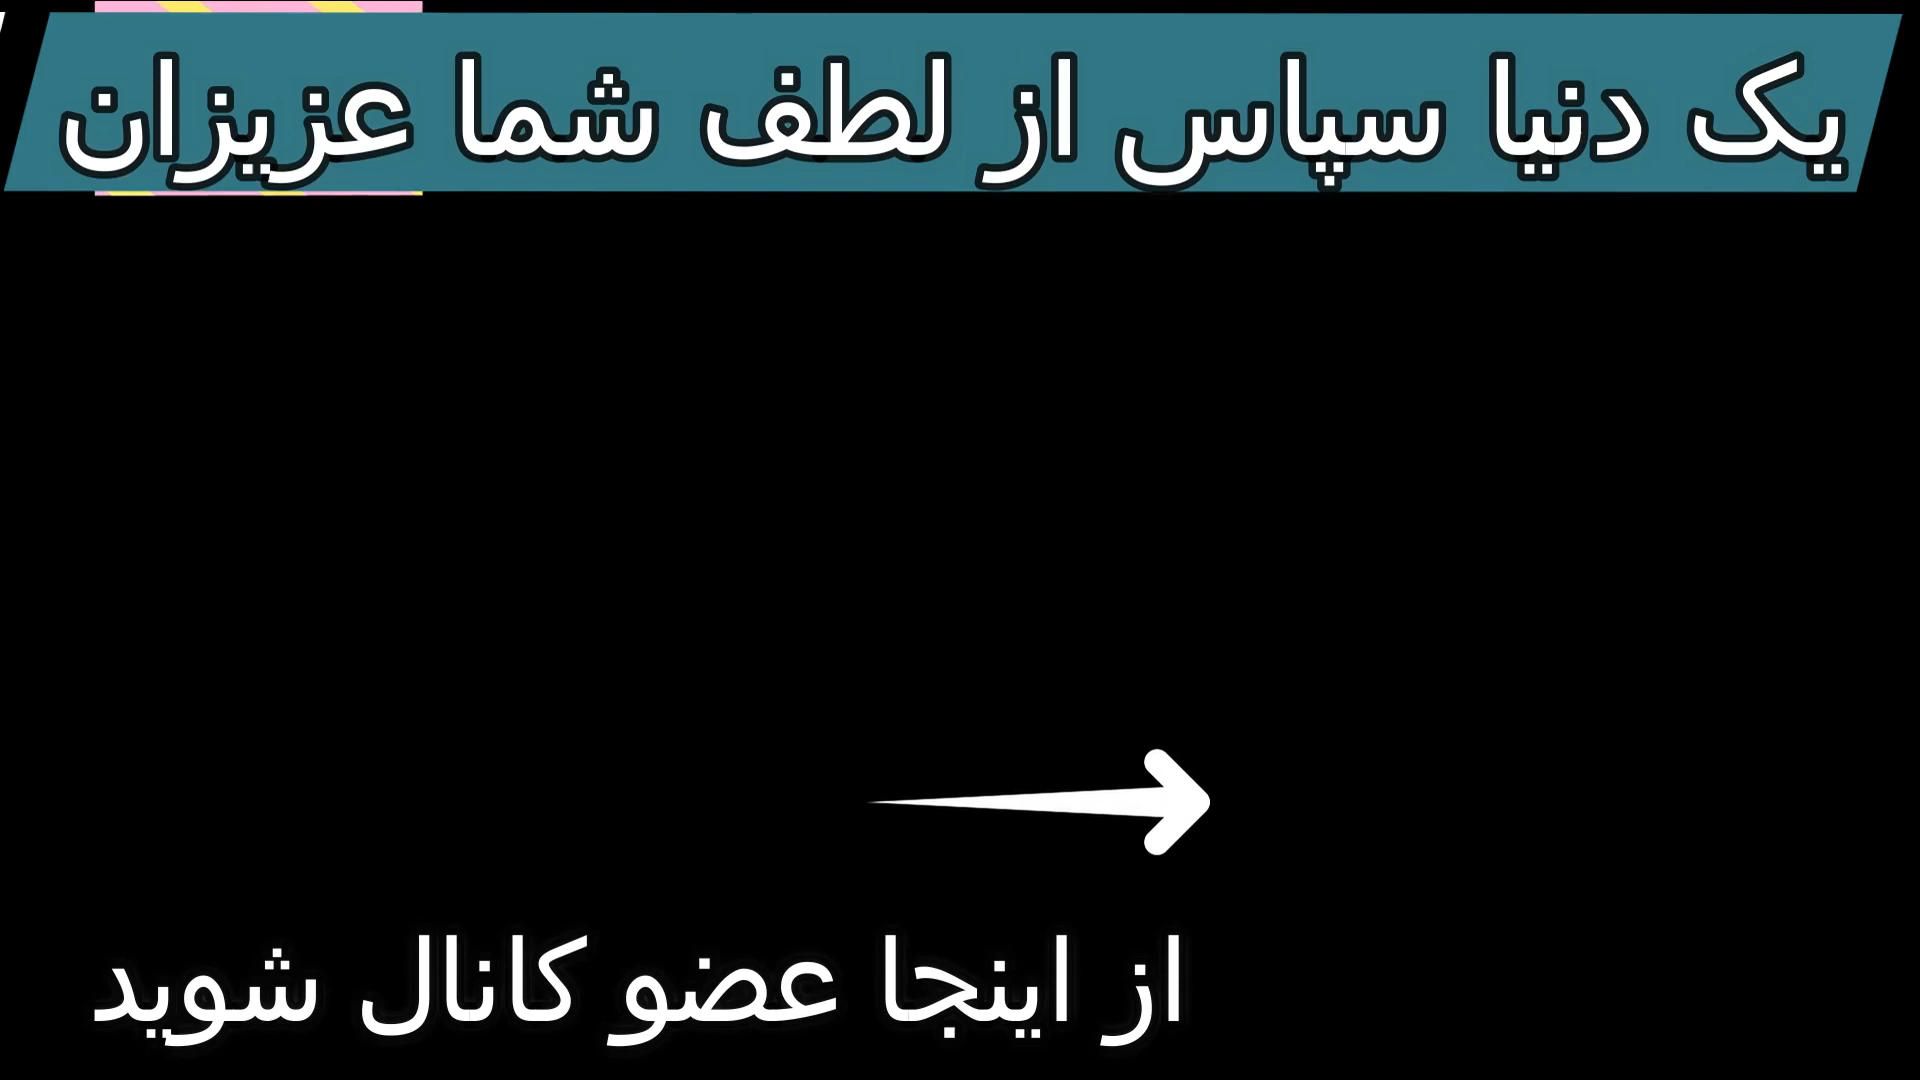 یک دنیا سپاس از لطف شما عزیزان
از اینجا عضو کانال شوید